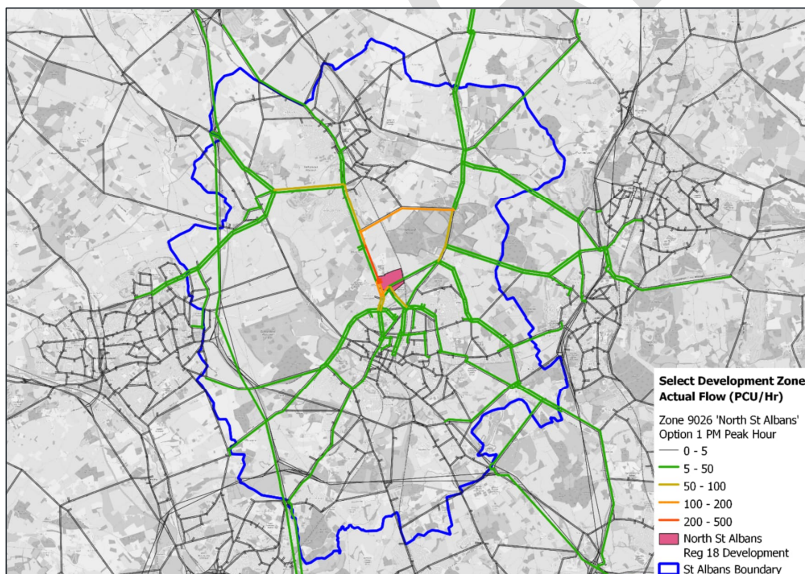 Select Development Zone
Actual Flow (PCU/Hr)
Zone 9026 'North St Albans'
Option 1 PM Peak Hour
0 - 5
5 - 50
50 - 100
100 - 200
200 - 500
North St Albans
Reg 18 Development
St Albans Boundary